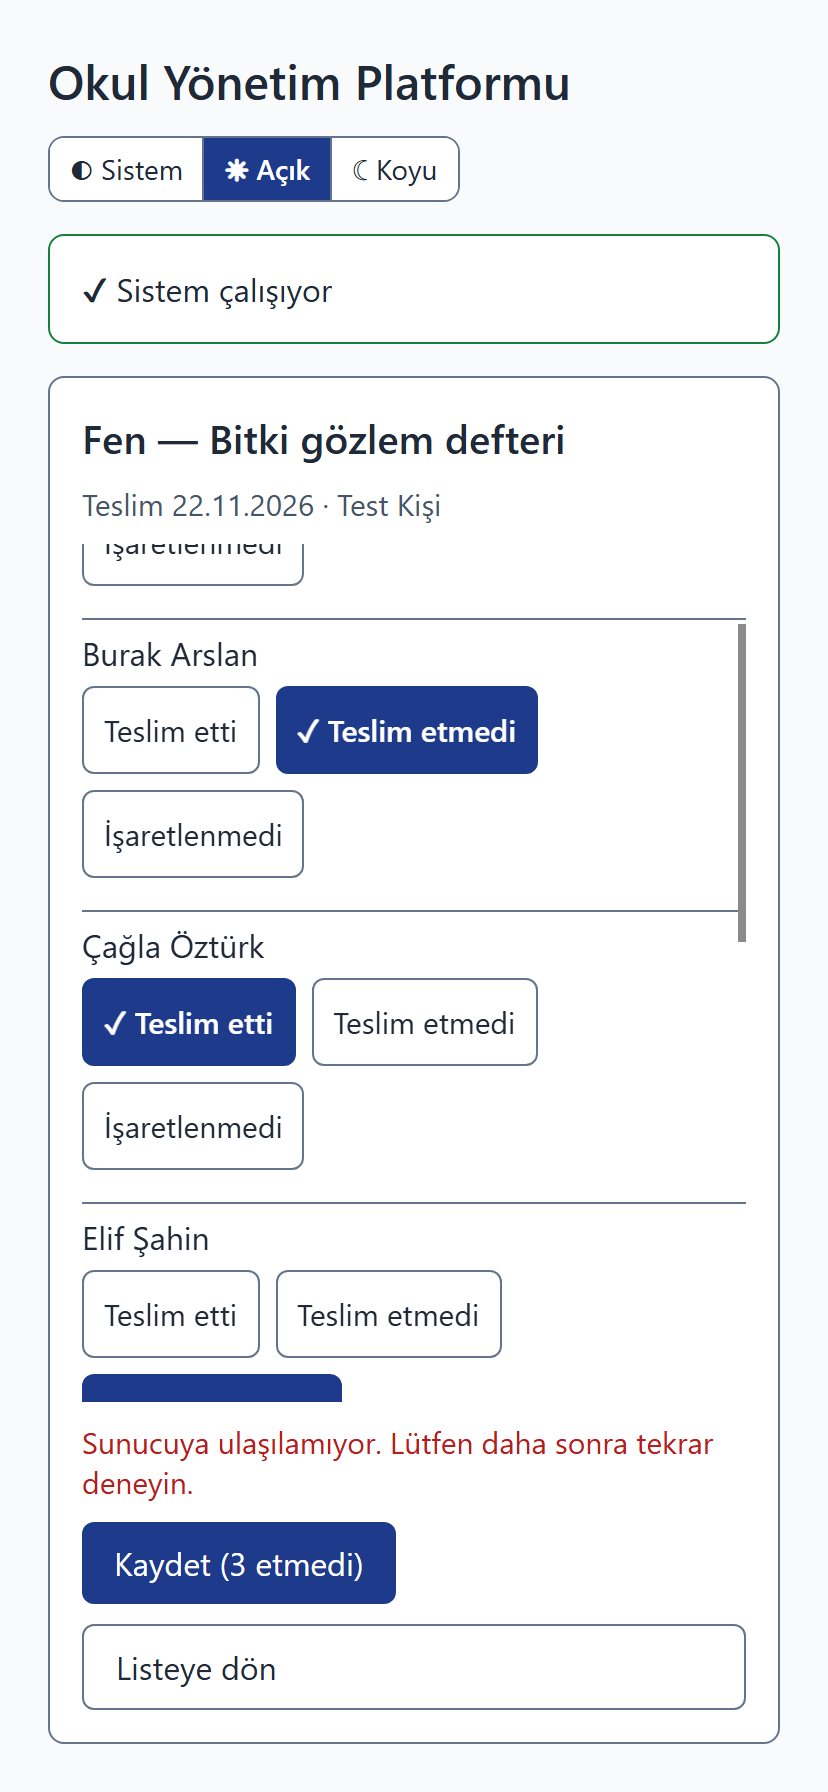 Okul Yönetim Platformu
◐ Sistem ✱ Açık ☾ Koyu
✓ Sistem çalışıyor
Fen — Bitki gözlem defteri
Teslim 22.11.2026 · Test Kişi
İşaretlenmedi
Burak Arslan
Teslim etti ✓ Teslim etmedi
İşaretlenmedi
Çağla Öztürk
✓ Teslim etti Teslim etmedi
İşaretlenmedi
Elif Şahin
Teslim etti Teslim etmedi
Sunucuya ulaşılamıyor. Lütfen daha sonra tekrar
deneyin.
Kaydet (3 etmedi)
Listeye dön